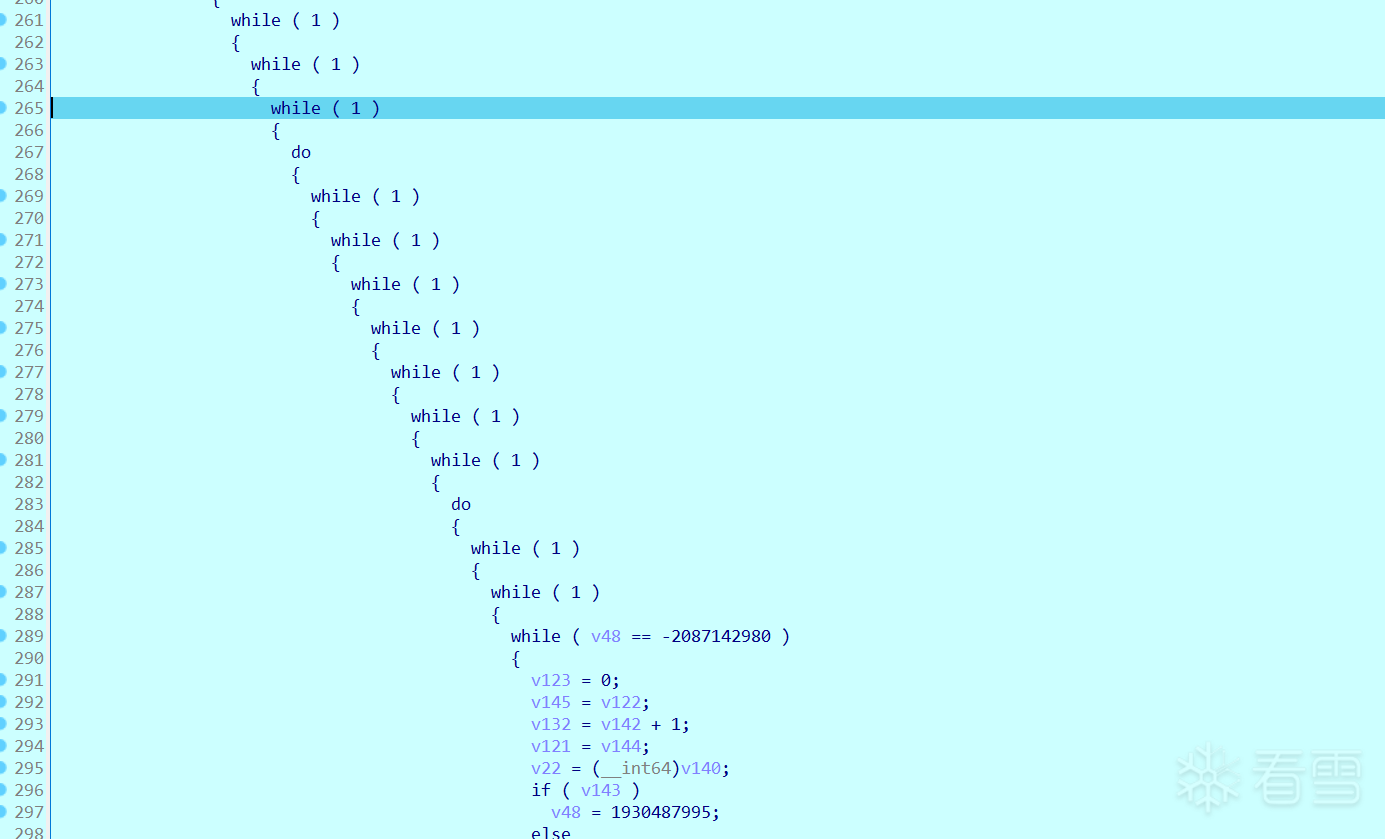 260 {
261 while ( 1 )
262 {
263 while ( 1 )
264 {
265 while ( 1 )
266 {
267 do
268 {
269 while ( 1 )
270 {
271 while ( 1 )
272 {
273 while ( 1 )
274 {
275 while ( 1 )
276 {
277 while ( 1 )
278 {
279 while ( 1 )
280 {
281 while ( 1 )
282 {
283 do
284 {
285 while ( 1 )
286 {
287 while ( 1 )
288 {
289 while ( v48 == -2087142980 )
290 {
291 v123 = 0;
292 v145 = v122;
293 v132 = v142 + 1;
294 v121 = v144;
295 v22 = (__int64)v140;
296 if ( v143 )
297 v48 = 1930487995;
298 else
看雪